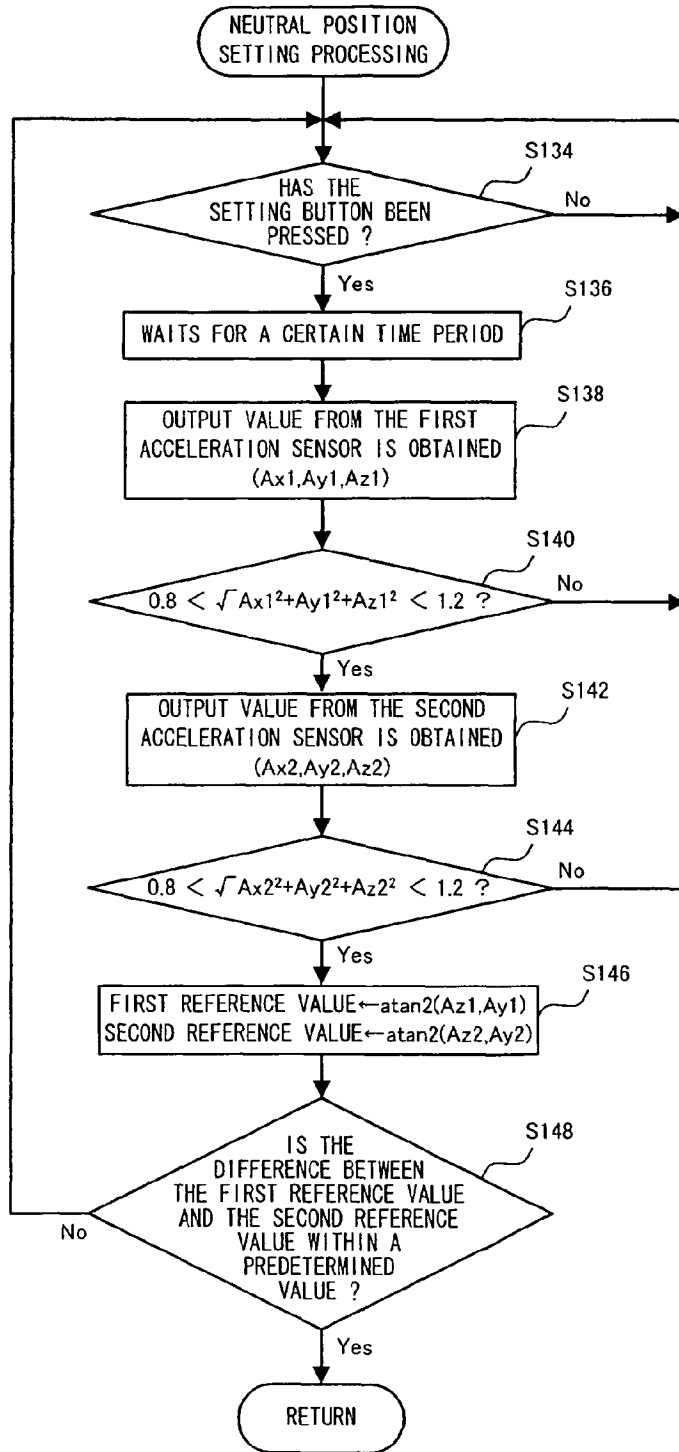 NEUTRAL POSITION
SETTING PROCESSING
S134
HAS THE
SETTING BUTTON BEEN
PRESSED ?
No
Yes
S136
WAITS FOR A CERTAIN TIME PERIOD
S138
OUTPUT VALUE FROM THE FIRST
ACCELERATION SENSOR IS OBTAINED
(Ax1,Ay1,Az1)
S140
0.8 < √Ax1²+Ay1²+Az1² < 1.2 ?
No
Yes
S142
OUTPUT VALUE FROM THE SECOND
ACCELERATION SENSOR IS OBTAINED
(Ax2,Ay2,Az2)
S144
0.8 < √Ax2²+Ay2²+Az2² < 1.2 ?
No
Yes
S146
FIRST REFERENCE VALUE←atan2(Az1,Ay1)
SECOND REFERENCE VALUE←atan2(Az2,Ay2)
S148
IS THE
DIFFERENCE BETWEEN
THE FIRST REFERENCE VALUE
AND THE SECOND REFERENCE
VALUE WITHIN A
PREDETERMINED
VALUE ?
No
Yes
RETURN